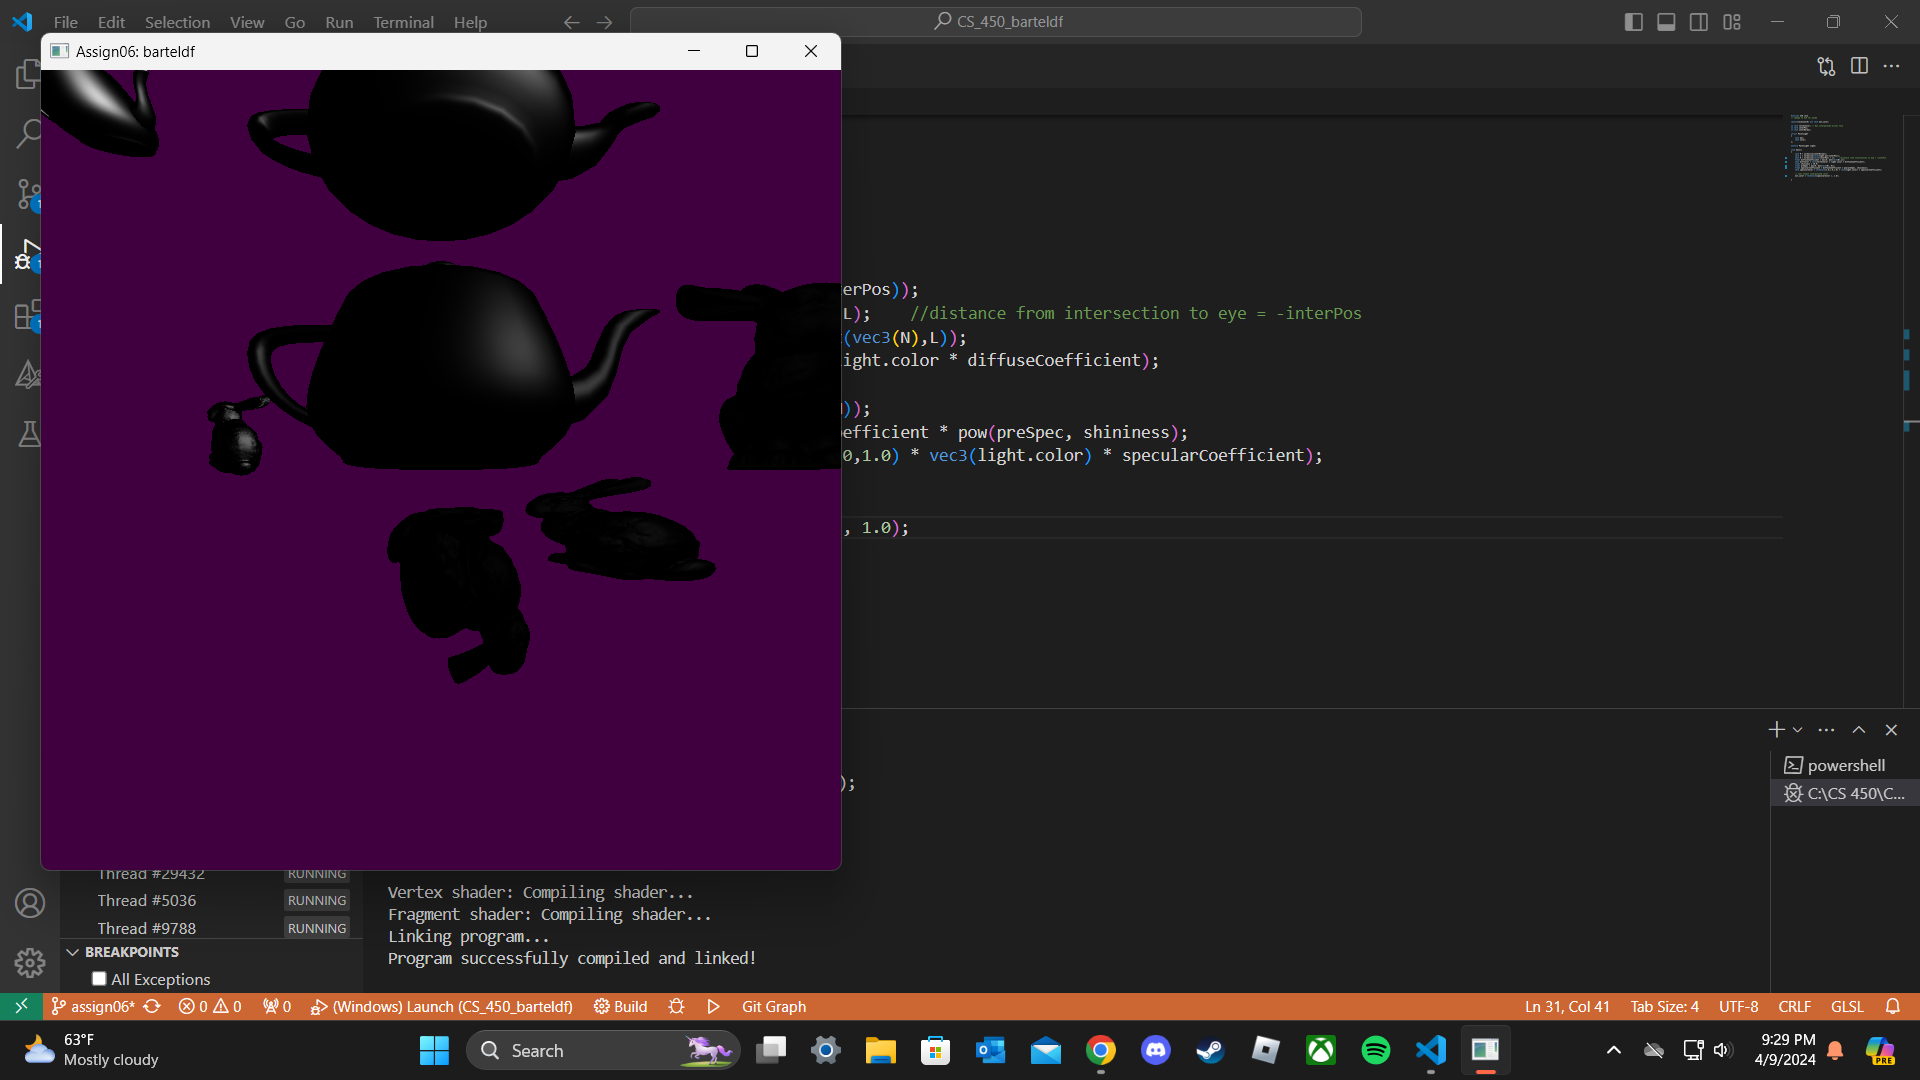 File Edit Selection View Go Run Terminal Help
CS_450_barteldf
Assign06: barteldf
erPos));
L); //distance from intersection to eye = -interPos
(vec3(N),L));
ight.color * diffuseCoefficient);
));
efficient * pow(preSpec, shininess);
0,1.0) * vec3(light.color) * specularCoefficient);
, 1.0);
powershell
);
C:\CS 450\C...
Thread #29432 RUNNING
Thread #5036 RUNNING
Thread #9788 RUNNING
Vertex shader: Compiling shader...
Fragment shader: Compiling shader...
Linking program...
Program successfully compiled and linked!
BREAKPOINTS
All Exceptions
assign06* 0 0 0 (Windows) Launch (CS_450_barteldf) Build Git Graph
Ln 31, Col 41 Tab Size: 4 UTF-8 CRLF GLSL
63°F
Mostly cloudy
Search
9:29 PM
4/9/2024
PRE